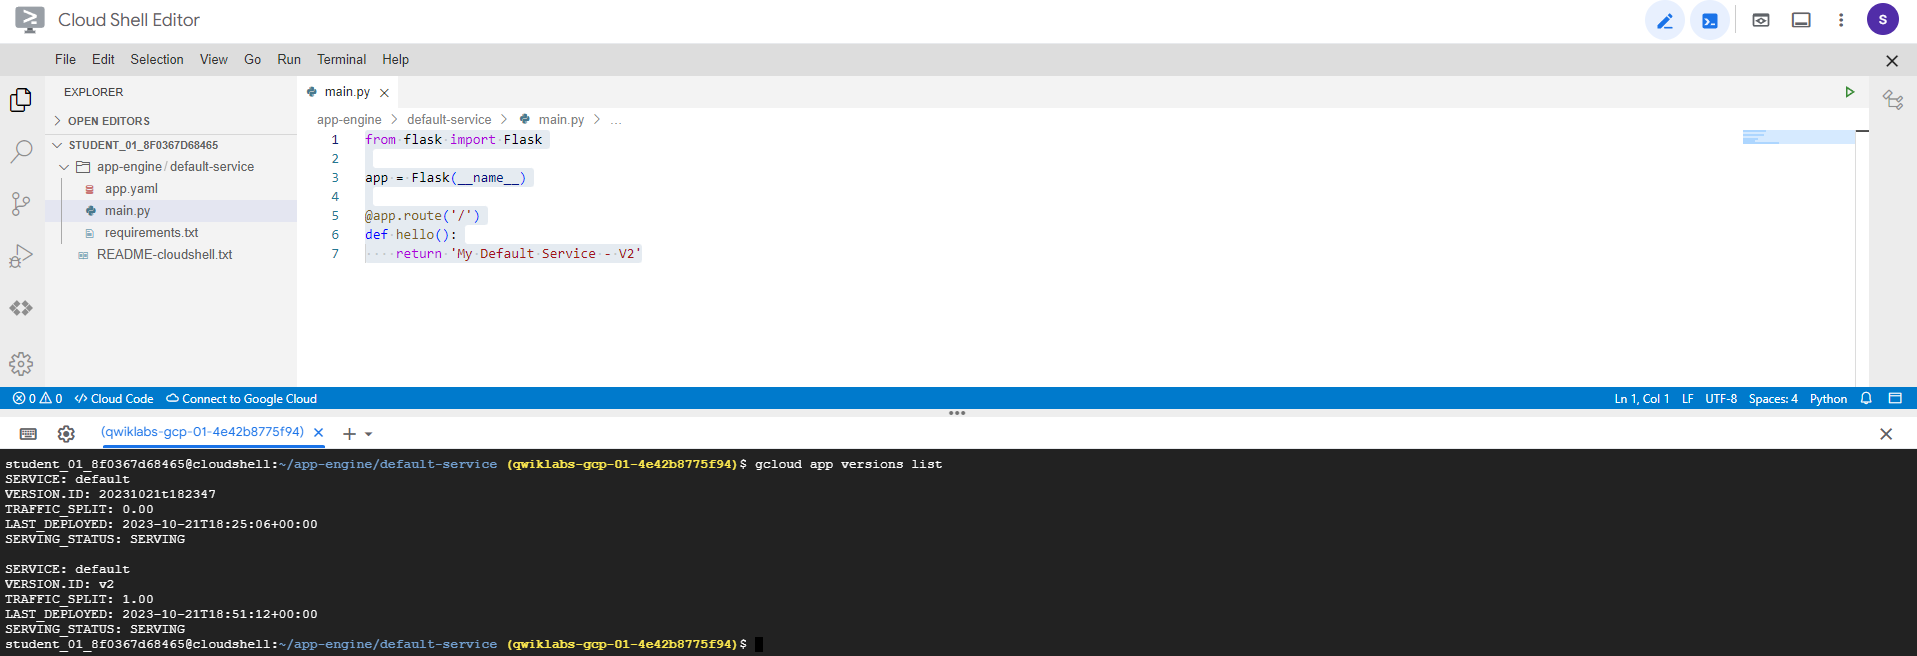 Cloud Shell Editor
S
File Edit Selection View Go Run Terminal Help
EXPLORER
OPEN EDITORS
STUDENT_01_8F0367D68465
app-engine / default-service
app.yaml
main.py
requirements.txt
README-cloudshell.txt
main.py
app-engine > default-service > main.py > ...
1 from flask import Flask
2
3 app = Flask(__name__)
4
5 @app.route('/')
6 def hello():
7     return 'My Default Service - V2'
0 0 Cloud Code Connect to Google Cloud Ln 1, Col 1 LF UTF-8 Spaces: 4 Python
(qwiklabs-gcp-01-4e42b8775f94)
student_01_8f0367d68465@cloudshell:~/app-engine/default-service (qwiklabs-gcp-01-4e42b8775f94)$ gcloud app versions list
SERVICE: default
VERSION.ID: 20231021t182347
TRAFFIC_SPLIT: 0.00
LAST_DEPLOYED: 2023-10-21T18:25:06+00:00
SERVING_STATUS: SERVING
SERVICE: default
VERSION.ID: v2
TRAFFIC_SPLIT: 1.00
LAST_DEPLOYED: 2023-10-21T18:51:12+00:00
SERVING_STATUS: SERVING
student_01_8f0367d68465@cloudshell:~/app-engine/default-service (qwiklabs-gcp-01-4e42b8775f94)$